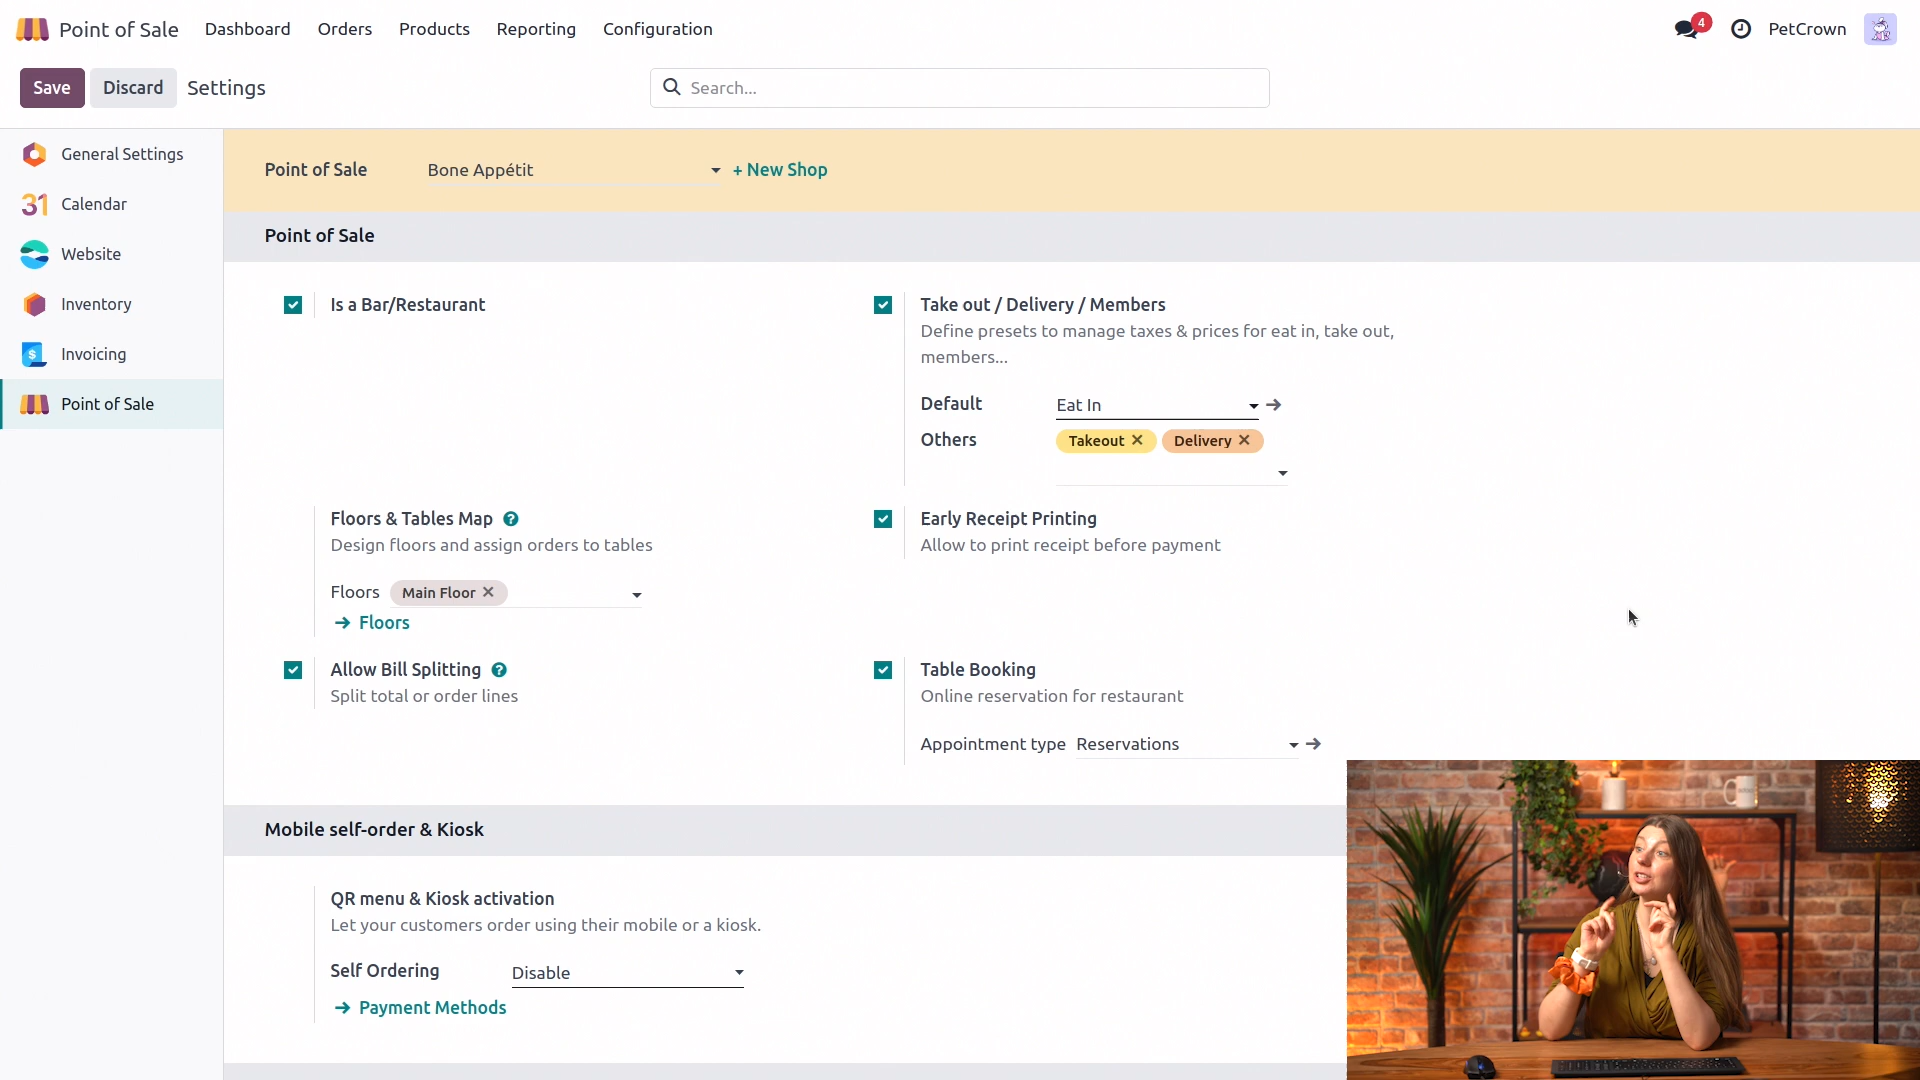 Point of Sale Dashboard Orders Products Reporting Configuration 4 PetCrown
Save Discard Settings Search...
General Settings
31 Calendar
Website
Inventory
$ Invoicing
Point of Sale
Point of Sale Bone Appétit + New Shop
Point of Sale
Is a Bar/Restaurant
Take out / Delivery / Members
Define presets to manage taxes & prices for eat in, take out,
members...
Default Eat In
Others Takeout Delivery
Floors & Tables Map ?
Design floors and assign orders to tables
Floors Main Floor
Floors
Early Receipt Printing
Allow to print receipt before payment
Allow Bill Splitting ?
Split total or order lines
Table Booking
Online reservation for restaurant
Appointment type Reservations
Mobile self-order & Kiosk
QR menu & Kiosk activation
Let your customers order using their mobile or a kiosk.
Self Ordering Disable
Payment Methods